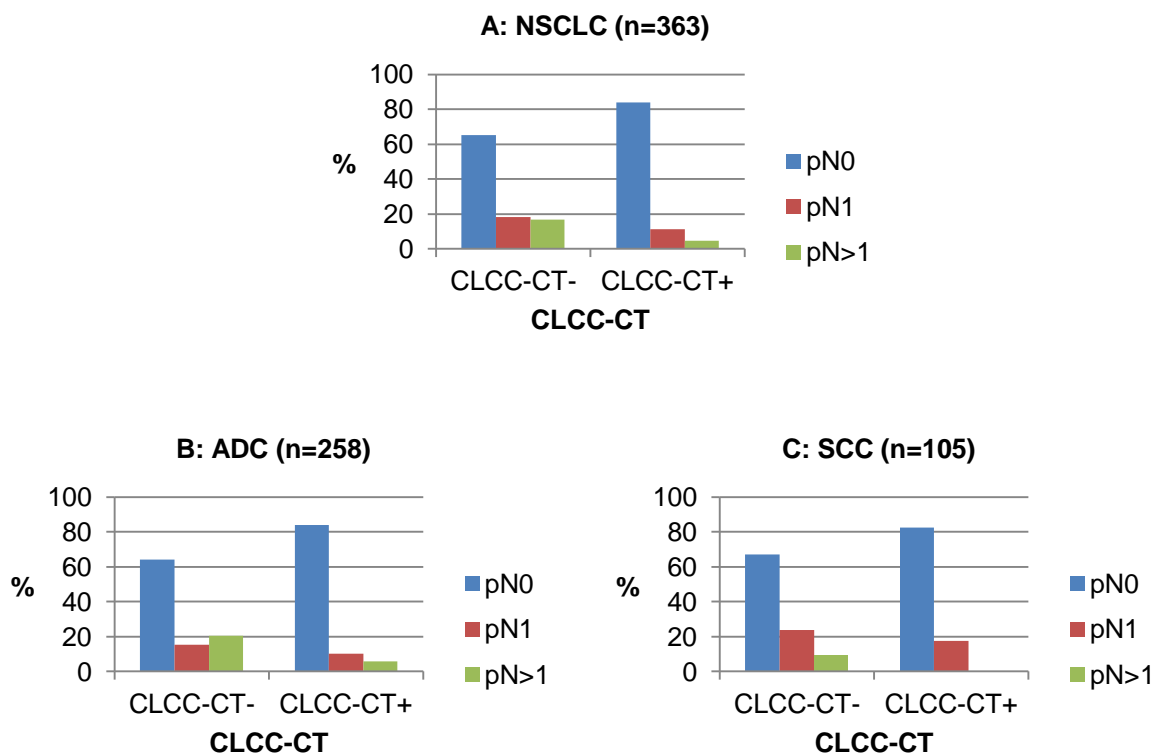 A: NSCLC (n=363)
100
80
60
40
20
0
%
CLCC-CT- CLCC-CT+
CLCC-CT
pN0
pN1
pN>1
B: ADC (n=258)
100
80
60
40
20
0
%
CLCC-CT- CLCC-CT+
CLCC-CT
pN0
pN1
pN>1
C: SCC (n=105)
100
80
60
40
20
0
%
CLCC-CT- CLCC-CT+
CLCC-CT
pN0
pN1
pN>1